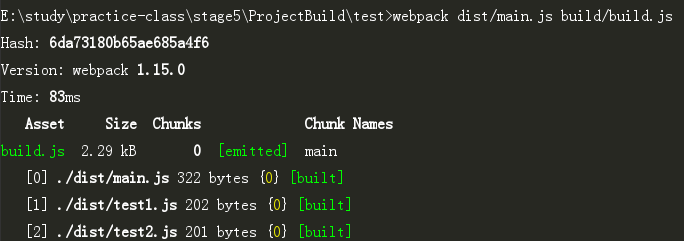 E:\study\practice-class\stage5\ProjectBuild\test>webpack dist/main.js build/build.js
Hash: 6da73180b65ae685a4f6
Version: webpack 1.15.0
Time: 83ms
Asset Size Chunks Chunk Names
build.js 2.29 kB 0 [emitted] main
[0] ./dist/main.js 322 bytes {0} [built]
[1] ./dist/test1.js 202 bytes {0} [built]
[2] ./dist/test2.js 201 bytes {0} [built]